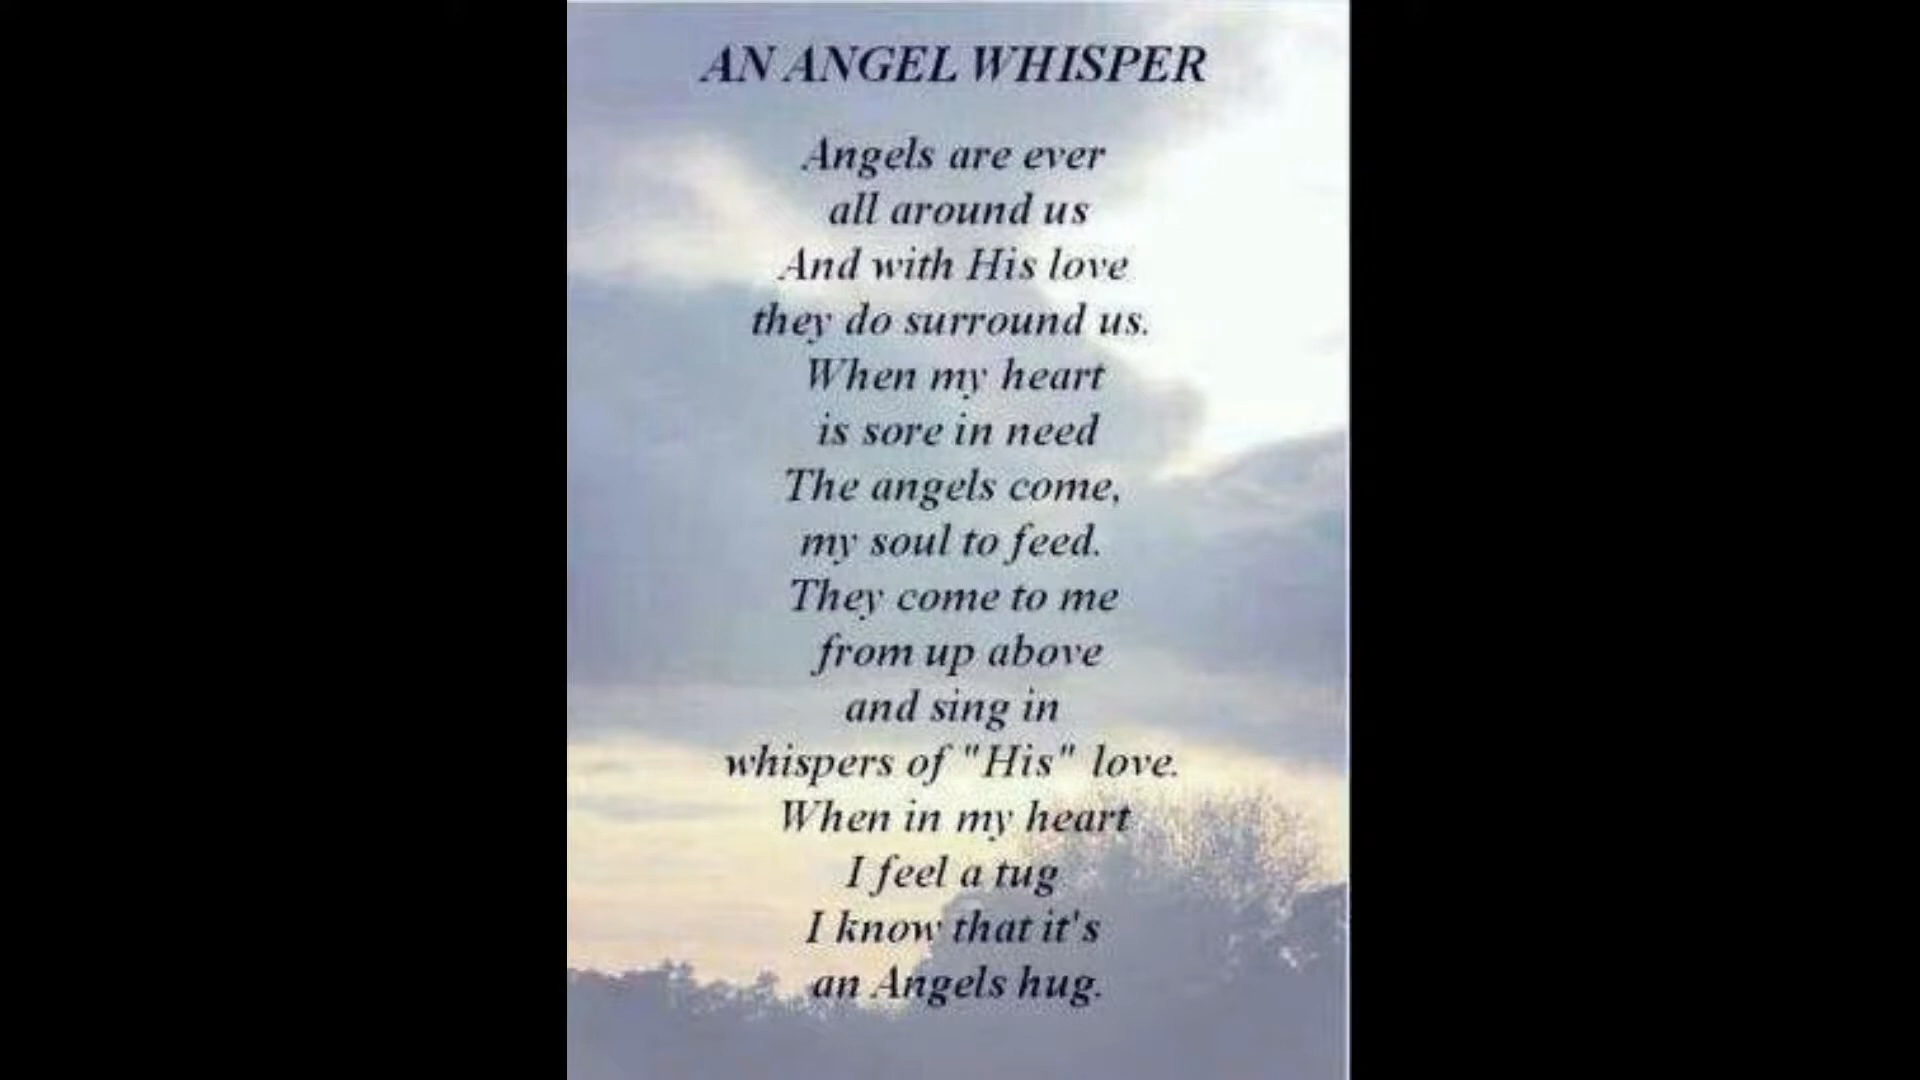 AN ANGEL WHISPER
Angels are ever
all around us
And with His love
they do surround us.
When my heart
is sore in need
The angels come,
my soul to feed.
They come to me
from up above
and sing in
whispers of "His" love.
When in my heart
I feel a tug
I know that it's
an Angels hug.